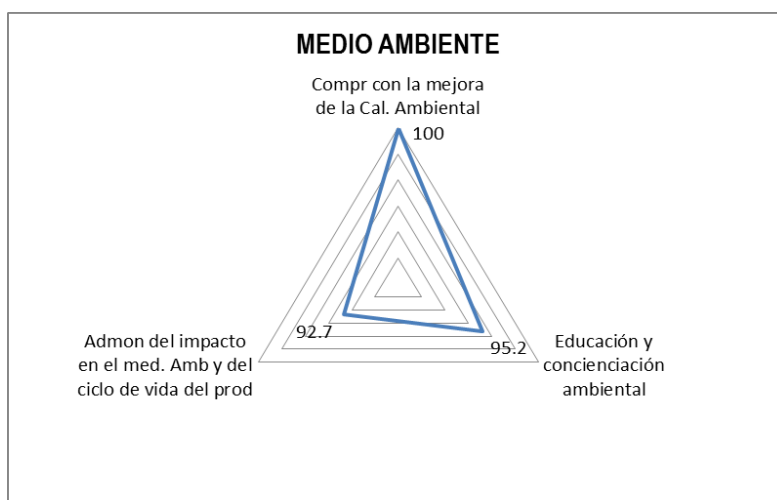 MEDIO AMBIENTE
Compr con la mejora
de la Cal. Ambiental
100
92.7
95.2
Admon del impacto
en el med. Amb y del
ciclo de vida del prod
Educación y
concienciación
ambiental